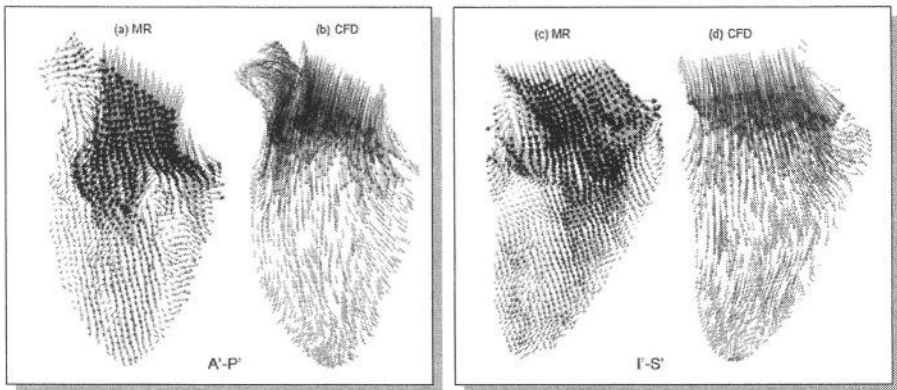 (a) MR
(b) CFD
A'-P'
(c) MR
(d) CFD
I'-S'